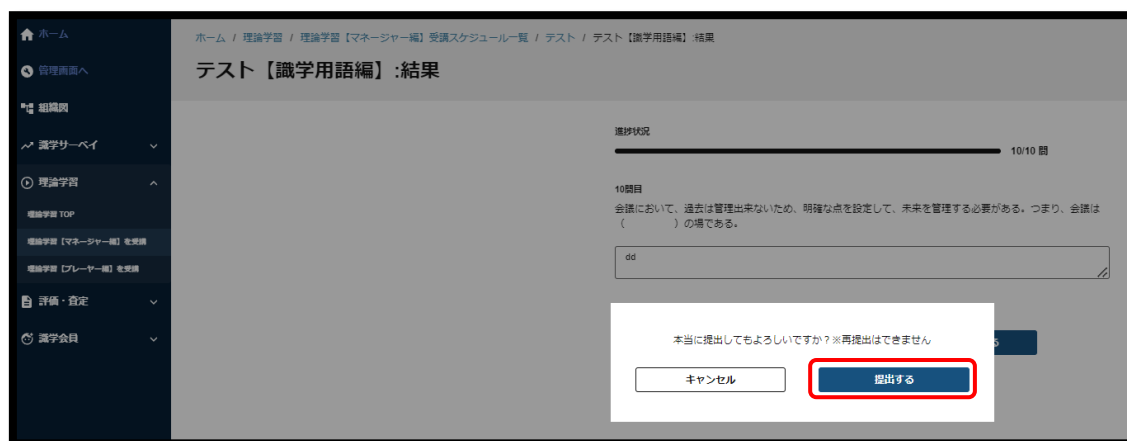 ホーム
管理画面へ
組織図
識学サーベイ
理論学習
理論学習 TOP
理論学習【マネージャー編】を受講
理論学習【プレーヤー編】を受講
評価・査定
識学会員
ホーム / 理論学習 / 理論学習【マネージャー編】受講スケジュール一覧 / テスト / テスト【識学用語編】:結果
テスト【識学用語編】:結果
進捗状況
10/10 問
10問目
会議において、過去は管理出来ないため、明確な点を設定して、未来を管理する必要がある。つまり、会議は
（　　　　）の場である。
dd
本当に提出してもよろしいですか？※再提出はできません
キャンセル
提出する
る